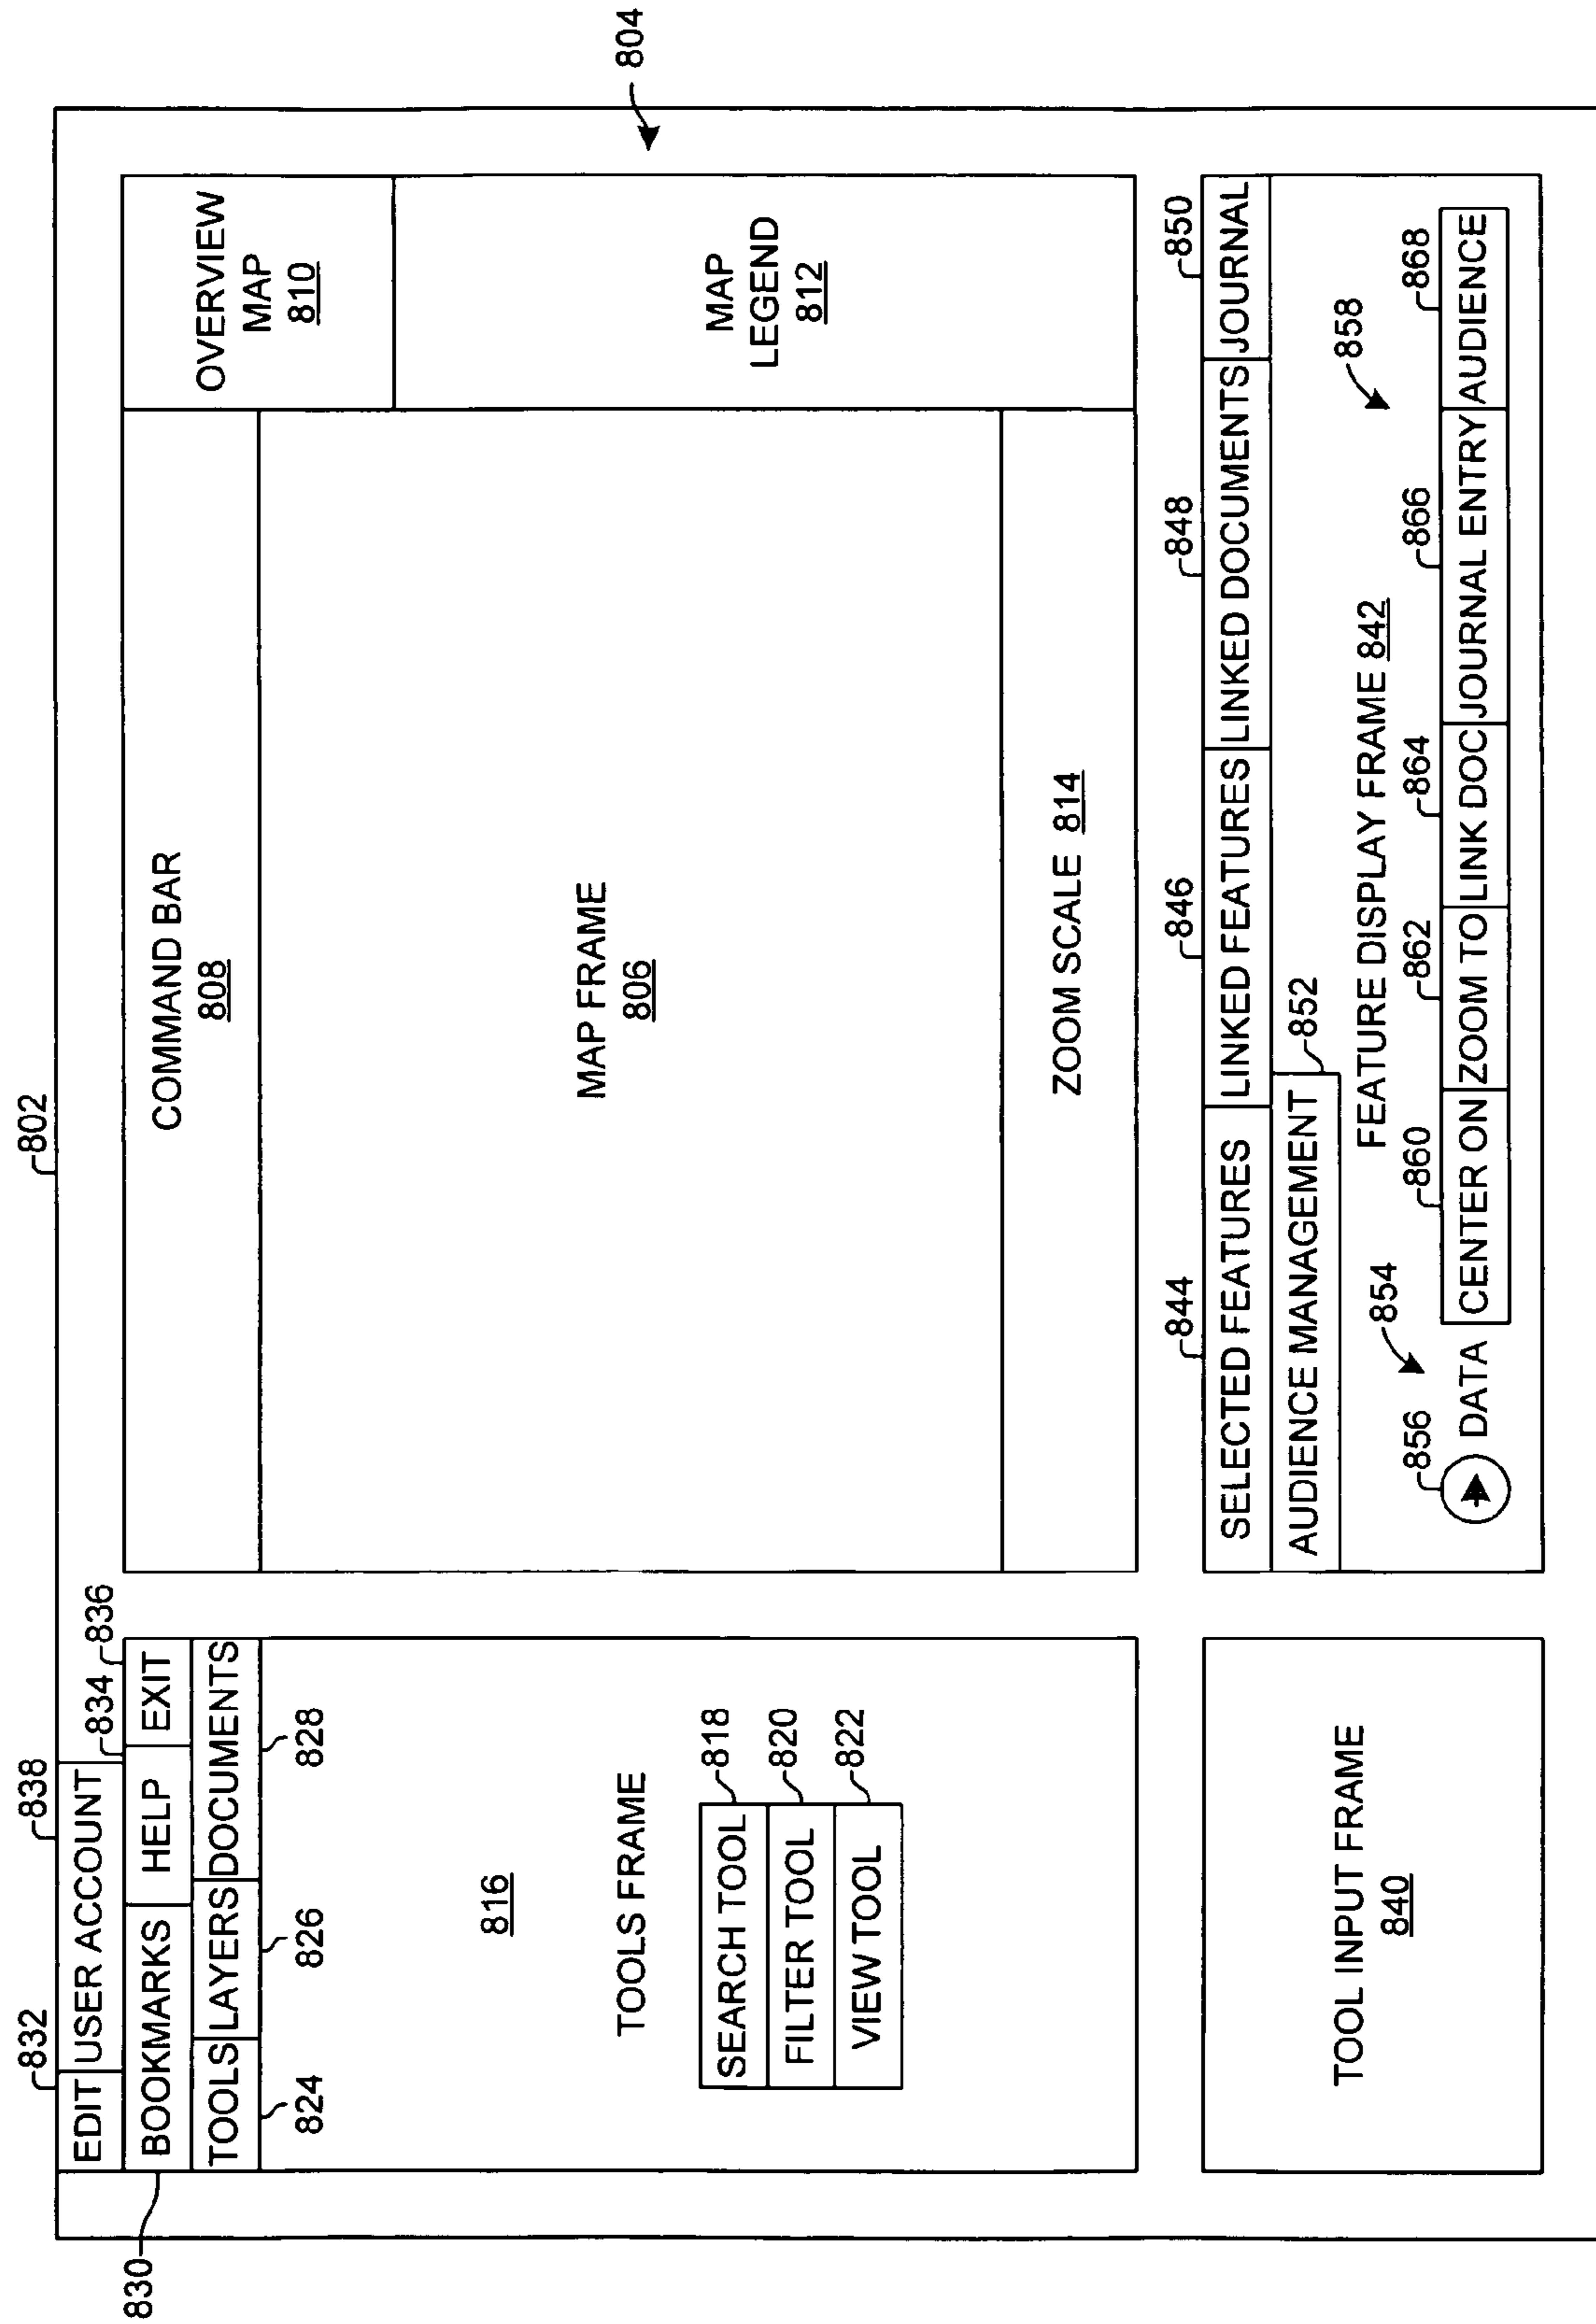 802
804
832
838
EDIT
USER ACCOUNT
834
836
BOOKMARKS
HELP
EXIT
830
TOOLS
LAYERS
DOCUMENTS
824
826
828
816
TOOLS FRAME
SEARCH TOOL
818
FILTER TOOL
820
VIEW TOOL
822
COMMAND BAR
808
OVERVIEW
MAP
810
MAP FRAME
806
MAP
LEGEND
812
ZOOM SCALE 814
TOOL INPUT FRAME
840
844
846
848
850
SELECTED FEATURES
LINKED FEATURES
LINKED DOCUMENTS
JOURNAL
AUDIENCE MANAGEMENT
852
FEATURE DISPLAY FRAME 842
854
858
856
860
862
864
866
868
DATA
CENTER ON
ZOOM TO
LINK DOC
JOURNAL ENTRY
AUDIENCE